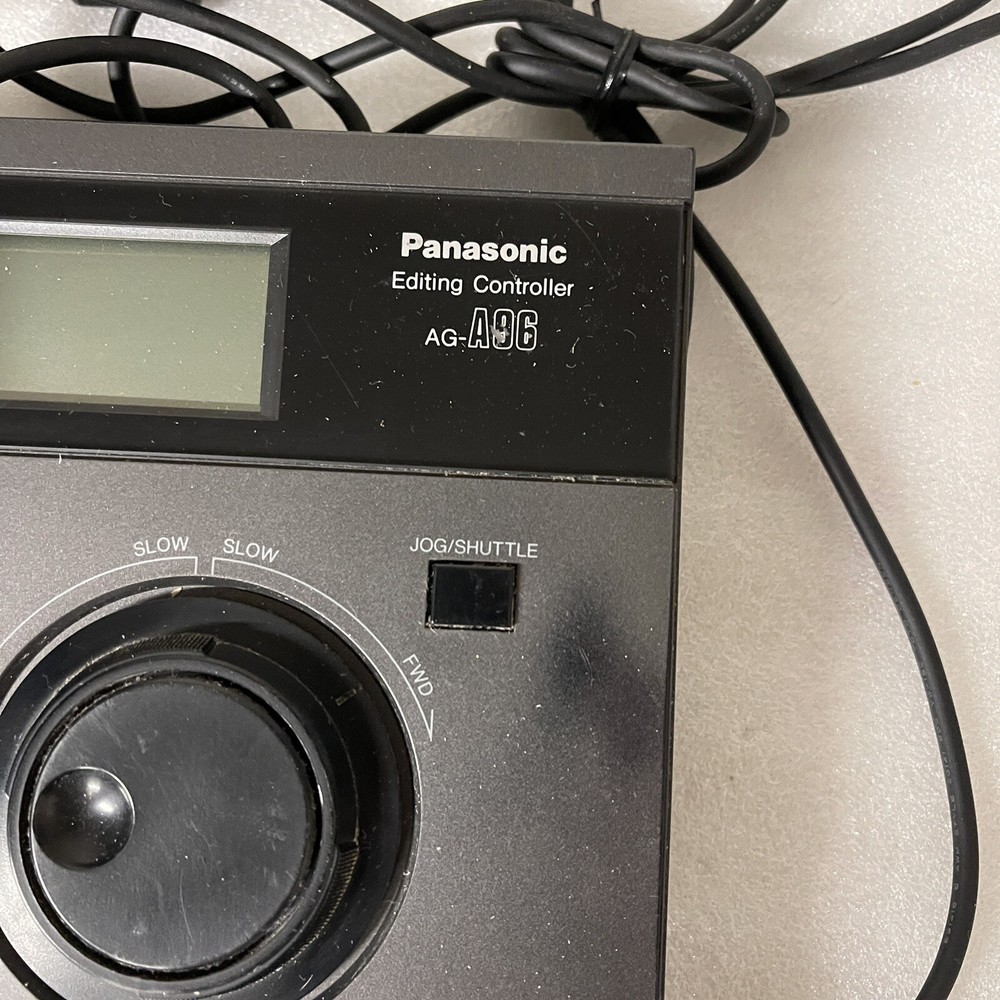 Panasonic
Editing Controller
AG-A96
SLOW SLOW
JOG/SHUTTLE
FWD